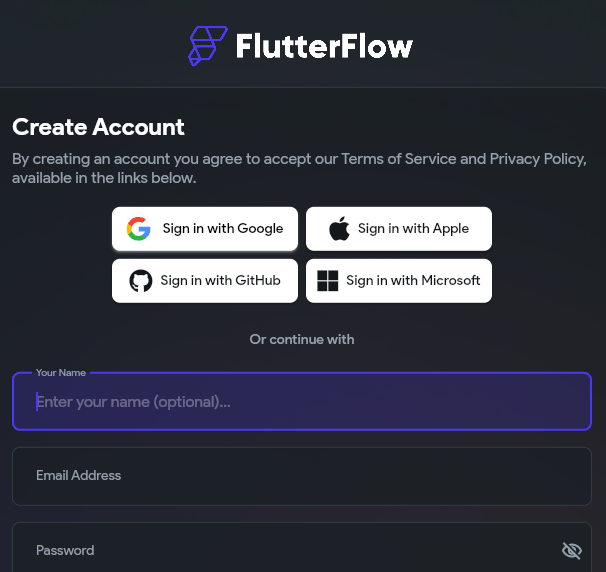 FlutterFlow
Create Account
By creating an account you agree to accept our Terms of Service and Privacy Policy,
available in the links below.
Sign in with Google
Sign in with Apple
Sign in with GitHub
Sign in with Microsoft
Or continue with
Your Name
Enter your name (optional)...
Email Address
Password